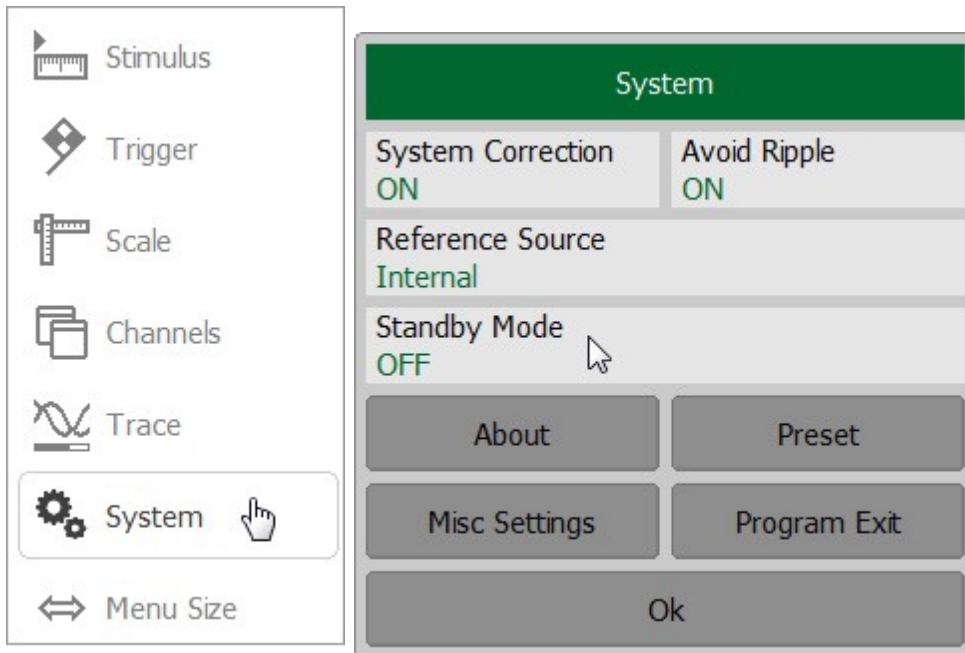 Stimulus
Trigger
Scale
Channels
Trace
System
Menu Size
System
System Correction
ON
Avoid Ripple
ON
Reference Source
Internal
Standby Mode
OFF
About
Preset
Misc Settings
Program Exit
Ok